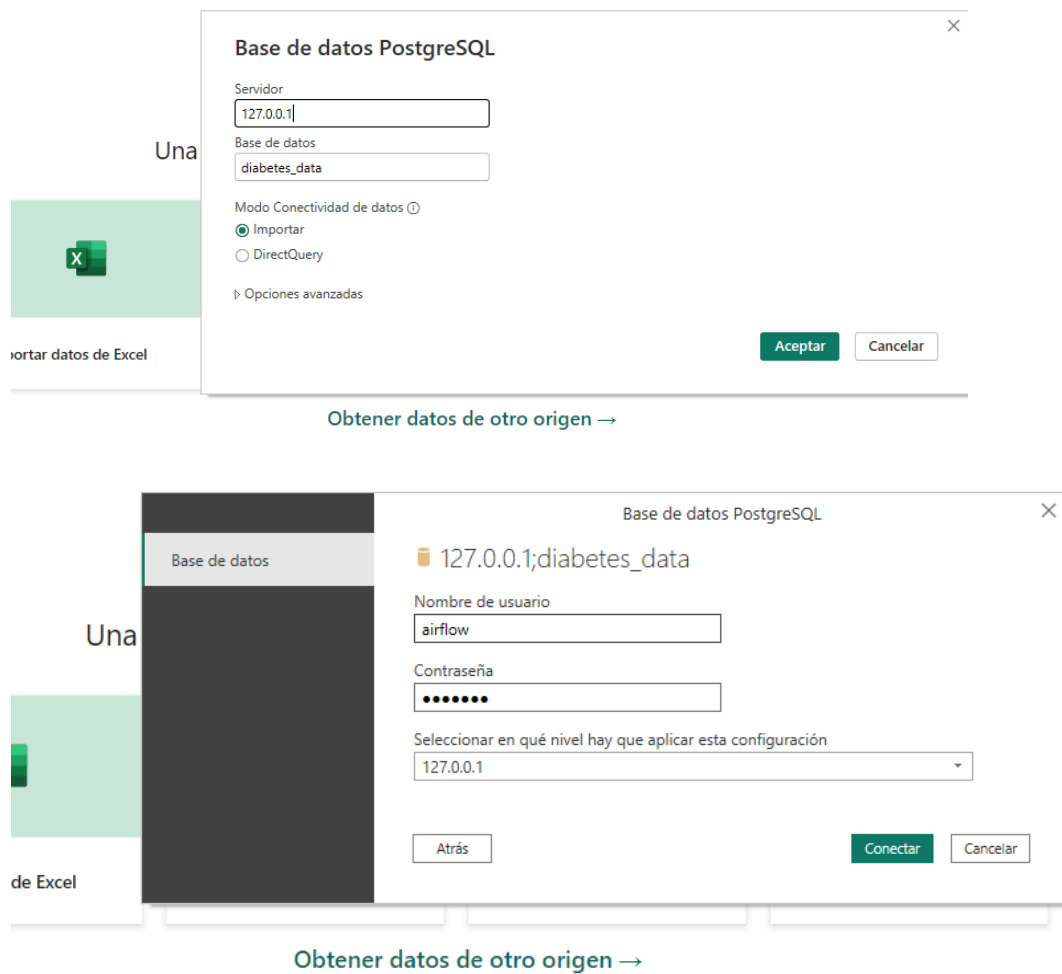 Base de datos PostgreSQL
Servidor
127.0.0.1
Base de datos
diabetes_data
Modo Conectividad de datos
Importar
DirectQuery
Opciones avanzadas
Aceptar
Cancelar
Una
X
portar datos de Excel
Obtener datos de otro origen →
Base de datos PostgreSQL
Base de datos
127.0.0.1;diabetes_data
Nombre de usuario
airflow
Contraseña
•••••••
Seleccionar en qué nivel hay que aplicar esta configuración
127.0.0.1
Atrás
Conectar
Cancelar
Una
de Excel
Obtener datos de otro origen →